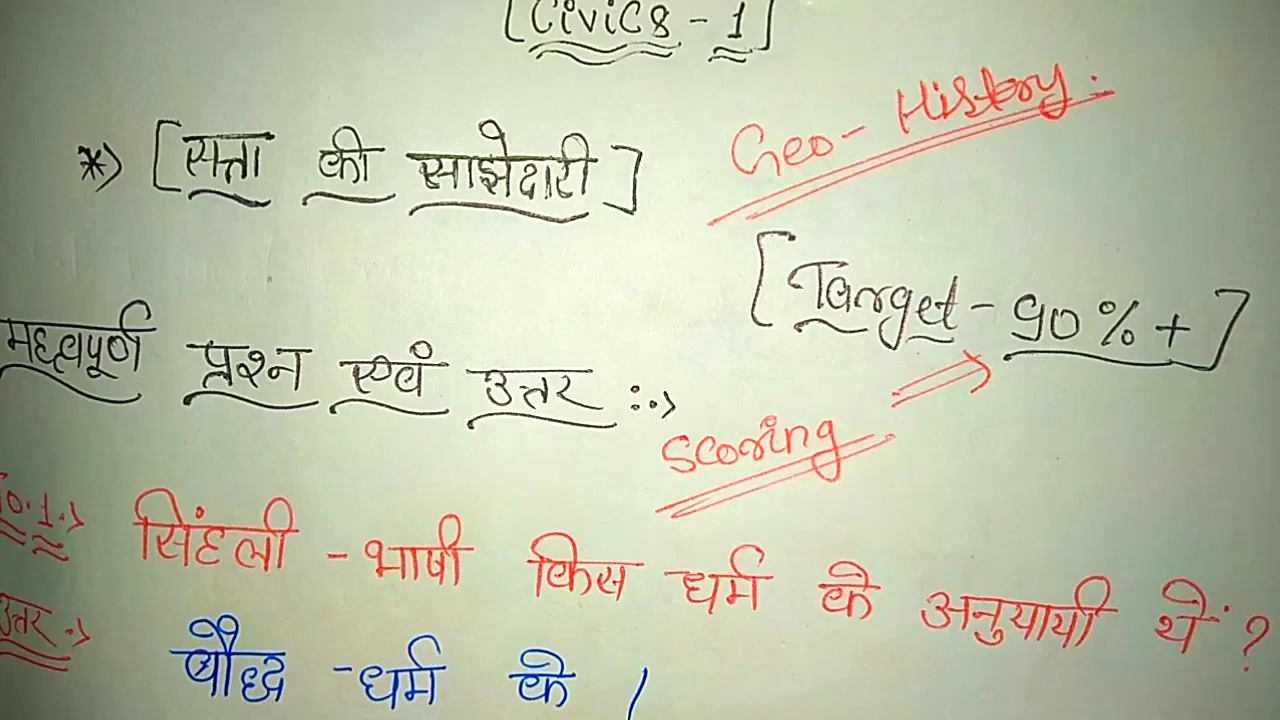 [Civics - 1]
Geo - History :
*) [सत्ता की साझेदारी]
[Target - 90% +]
महत्वपूर्ण प्रश्न एवं उत्तर :->
Scoring ⇒
0.1.> सिंहली - भाषी किस धर्म के अनुयायी थें ?
उत्तर.> बौद्ध - धर्म के /